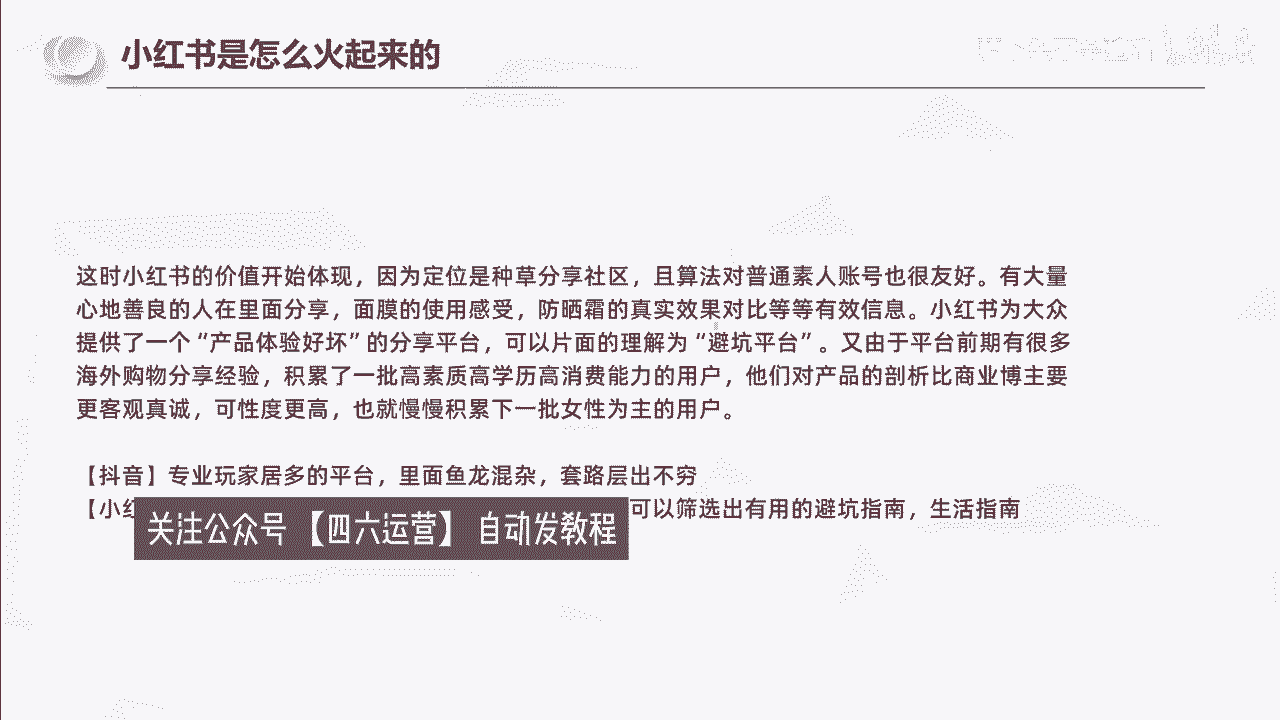 小红书是怎么火起来的
这时小红书的价值开始体现，因为定位是种草分享社区，且算法对普通素人账号也很友好。有大量
心地善良的人在里面分享，面膜的使用感受，防晒霜的真实效果对比等等有效信息。小红书为大众
提供了一个“产品体验好坏”的分享平台，可以片面的理解为“避坑平台”。又由于平台前期有很多
海外购物分享经验，积累了一批高素质高学历高消费能力的用户，他们对产品的剖析比商业博主要
更客观真诚，可性度更高，也就慢慢积累下一批女性为主的用户。
【抖音】专业玩家居多的平台，里面鱼龙混杂，套路层出不穷
【小红 可以筛选出有用的避坑指南，生活指南
关注公众号 【四六运营】 自动发教程